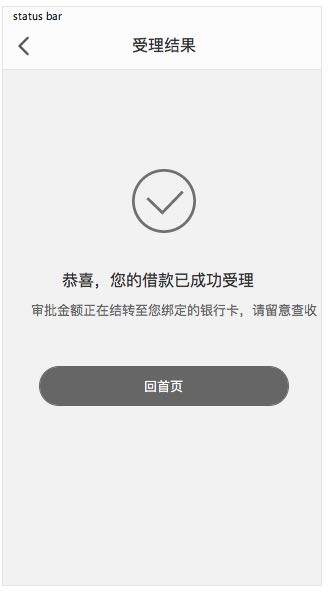 status bar
受理结果
恭喜，您的借款已成功受理
审批金额正在结转至您绑定的银行卡，请留意查收
回首页